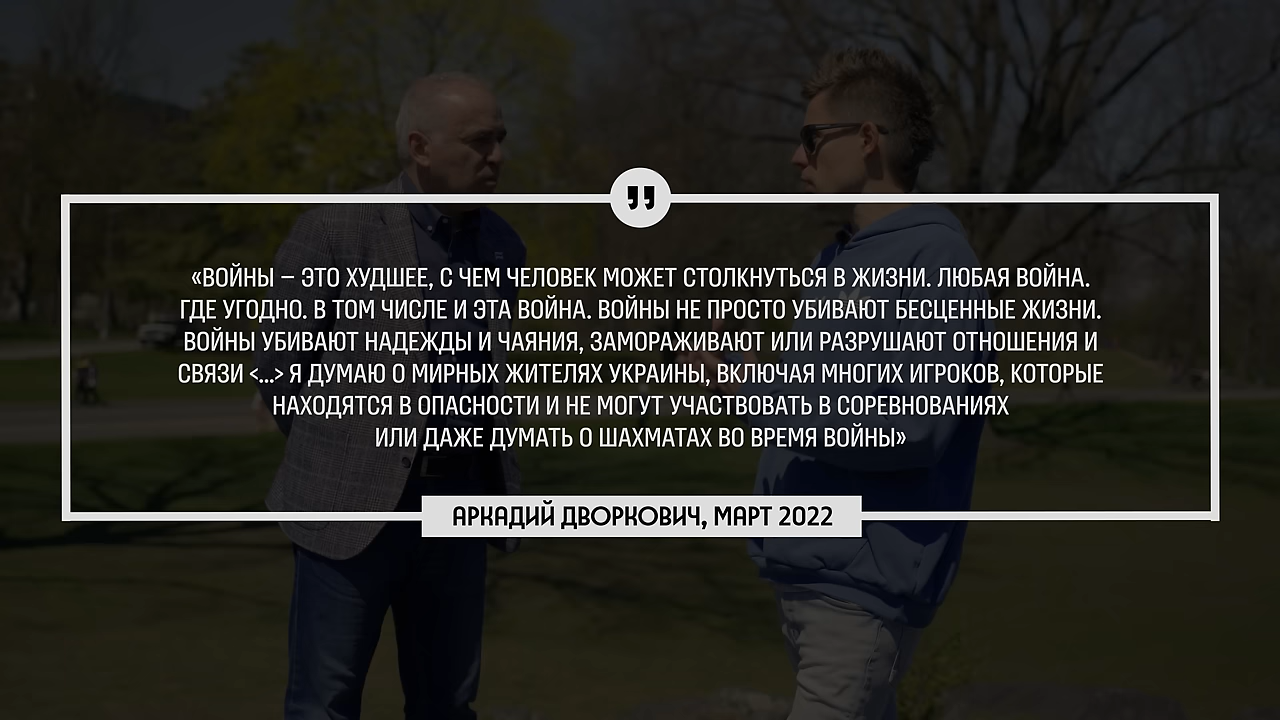 «ВОЙНЫ – ЭТО ХУДШЕЕ, С ЧЕМ ЧЕЛОВЕК МОЖЕТ СТОЛКНУТЬСЯ В ЖИЗНИ. ЛЮБАЯ ВОЙНА.
ГДЕ УГОДНО. В ТОМ ЧИСЛЕ И ЭТА ВОЙНА. ВОЙНЫ НЕ ПРОСТО УБИВАЮТ БЕСЦЕННЫЕ ЖИЗНИ.
ВОЙНЫ УБИВАЮТ НАДЕЖДЫ И ЧАЯНИЯ, ЗАМОРАЖИВАЮТ ИЛИ РАЗРУШАЮТ ОТНОШЕНИЯ И
СВЯЗИ <...> Я ДУМАЮ О МИРНЫХ ЖИТЕЛЯХ УКРАИНЫ, ВКЛЮЧАЯ МНОГИХ ИГРОКОВ, КОТОРЫЕ
НАХОДЯТСЯ В ОПАСНОСТИ И НЕ МОГУТ УЧАСТВОВАТЬ В СОРЕВНОВАНИЯХ
ИЛИ ДАЖЕ ДУМАТЬ О ШАХМАТАХ ВО ВРЕМЯ ВОЙНЫ»
АРКАДИЙ ДВОРКОВИЧ, МАРТ 2022